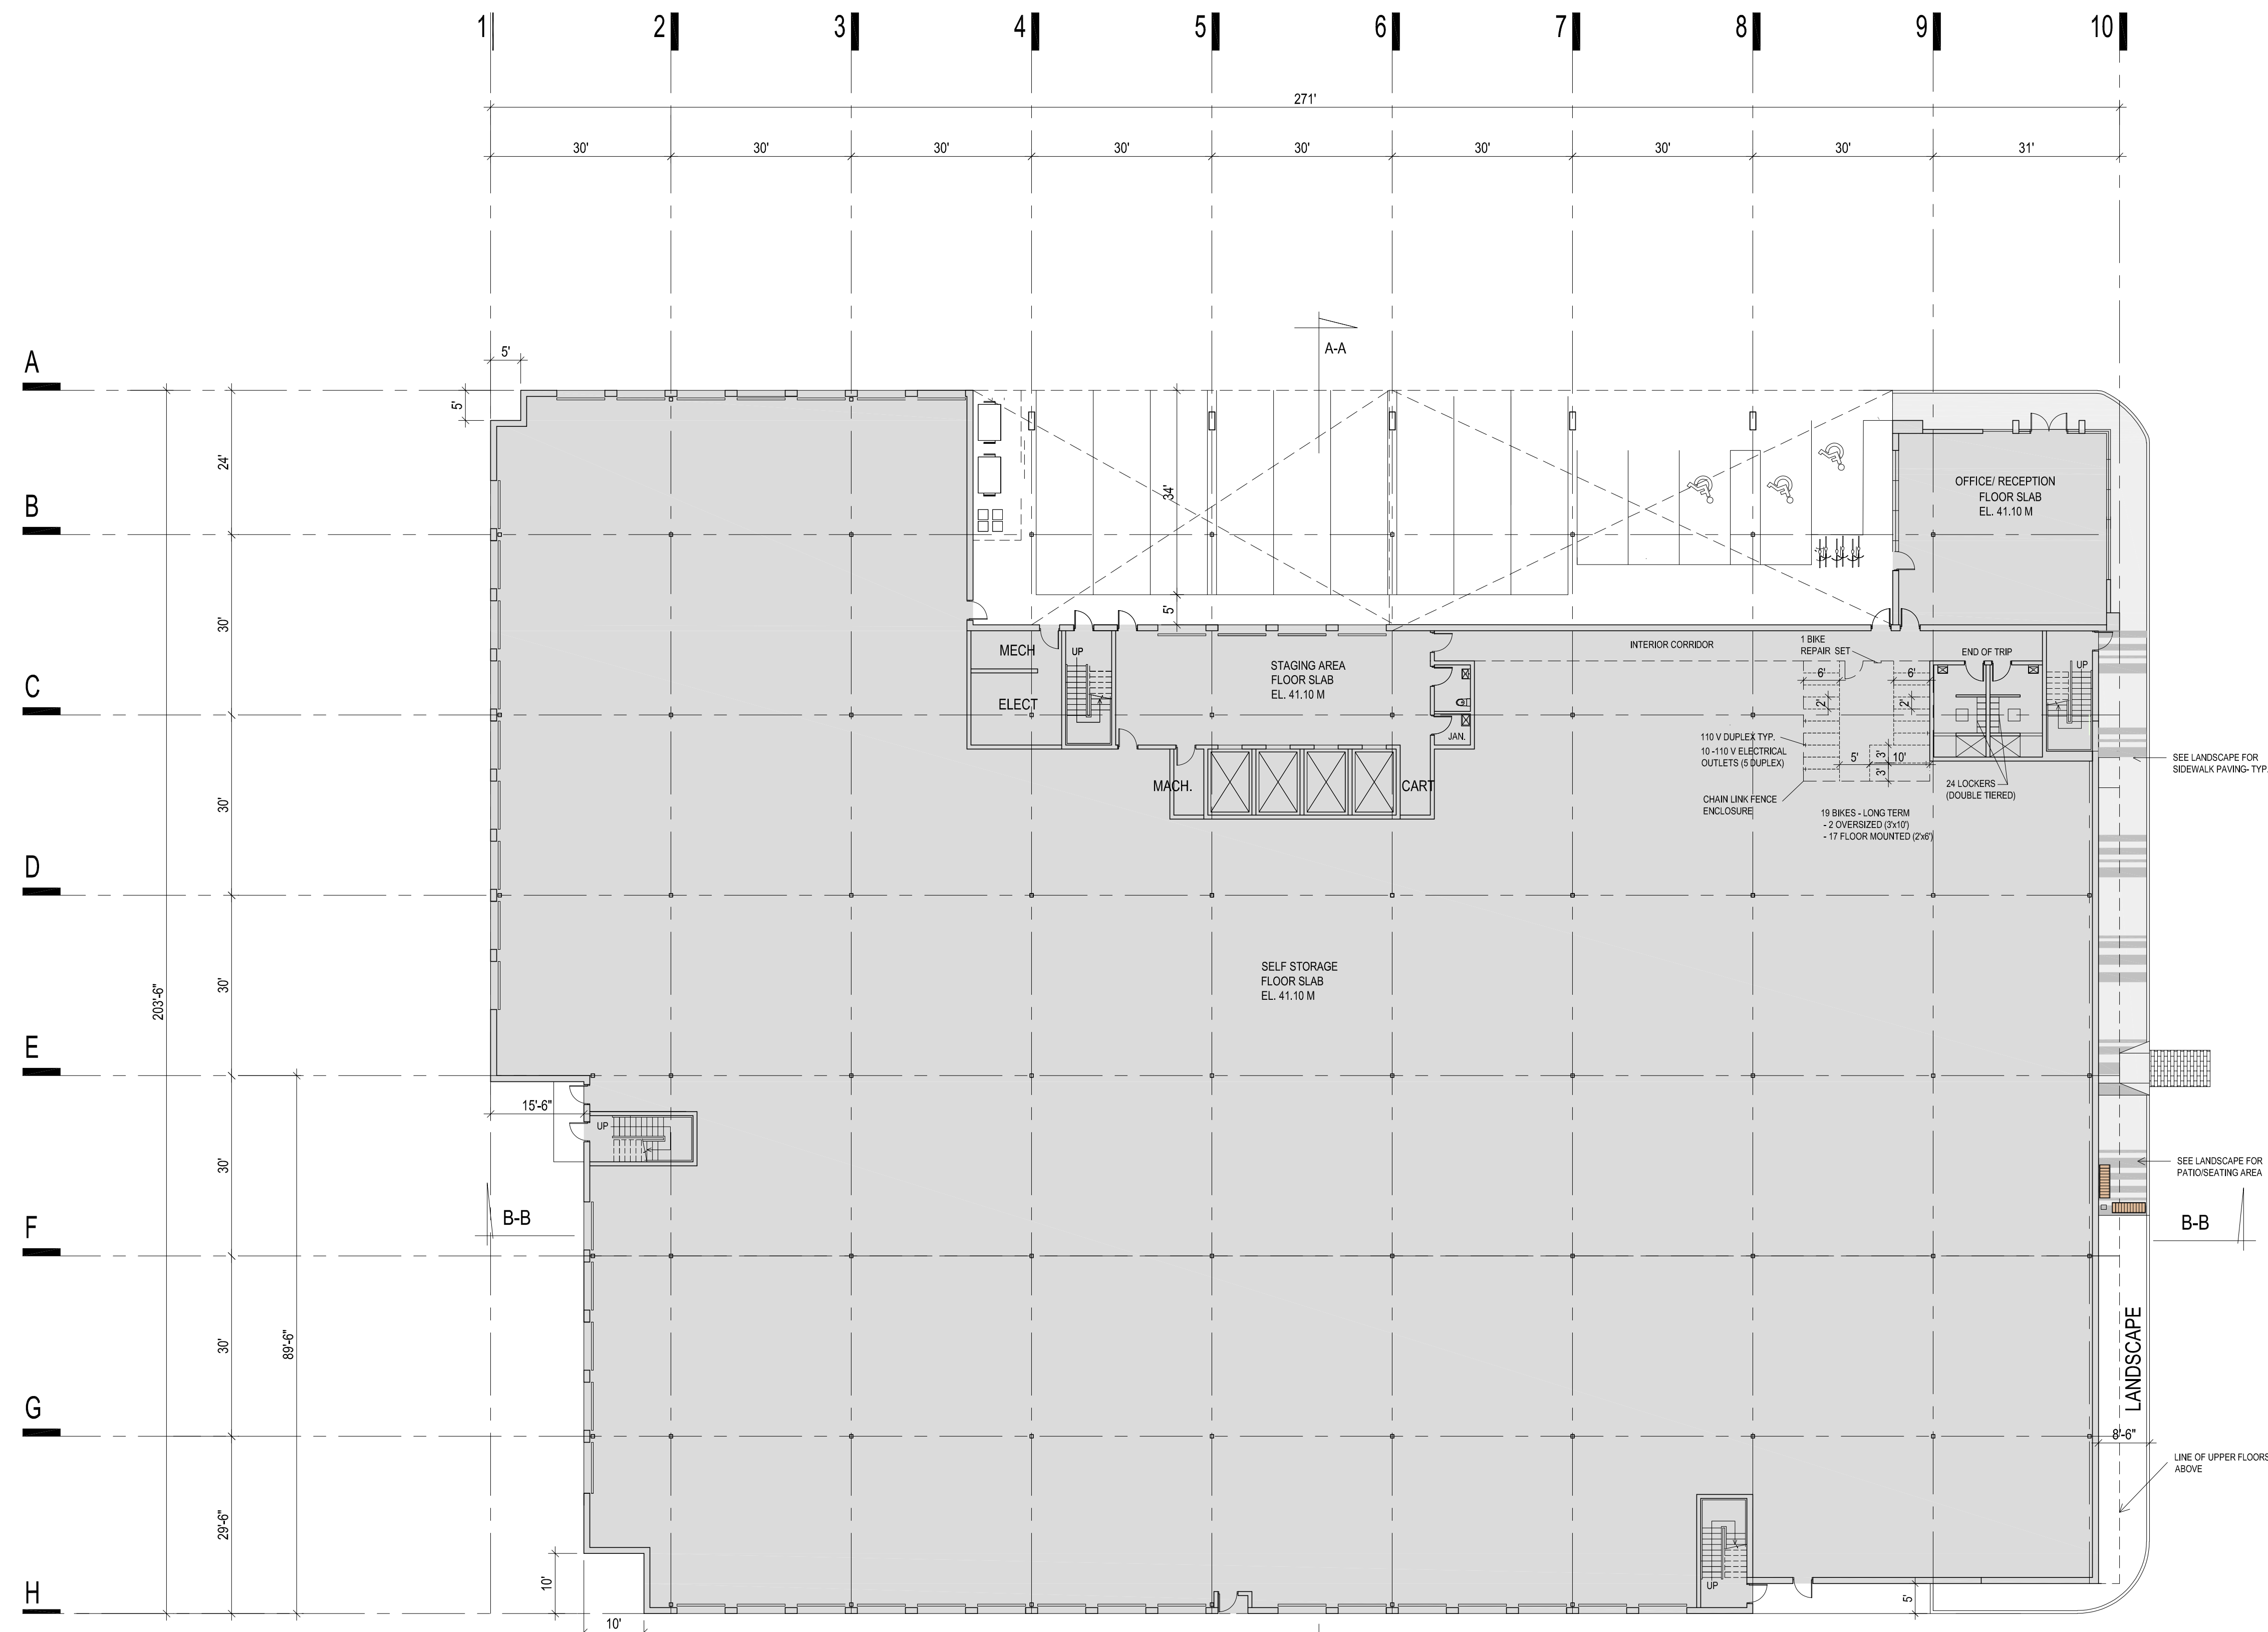 1 2 3 4 5 6 7 8 9 10
271'
30' 30' 30' 30' 30' 30' 30' 30' 31'
A-A
A
5'
5'
24'
34'
B
OFFICE/ RECEPTION
FLOOR SLAB
EL. 41.10 M
30'
5'
MECH
UP
STAGING AREA
FLOOR SLAB
EL. 41.10 M
INTERIOR CORRIDOR
1 BIKE
REPAIR SET
END OF TRIP
UP
C
ELECT
6'
6'
2'
2'
JAN.
110 V DUPLEX TYP.
10 -110 V ELECTRICAL
OUTLETS (5 DUPLEX)
5'
3'
10'
3'
SEE LANDSCAPE FOR
SIDEWALK PAVING- TYP.
MACH.
CART
24 LOCKERS
(DOUBLE TIERED)
CHAIN LINK FENCE
ENCLOSURE
30'
19 BIKES - LONG TERM
- 2 OVERSIZED (3'x10')
- 17 FLOOR MOUNTED (2'x6')
D
SELF STORAGE
FLOOR SLAB
EL. 41.10 M
203'-6"
30'
E
15'-6"
UP
30'
SEE LANDSCAPE FOR
PATIO/SEATING AREA
F
B-B
B-B
30'
89'-6"
LANDSCAPE
G
8'-6"
LINE OF UPPER FLOORS
ABOVE
29'-6"
10'
UP
5'
H
10'